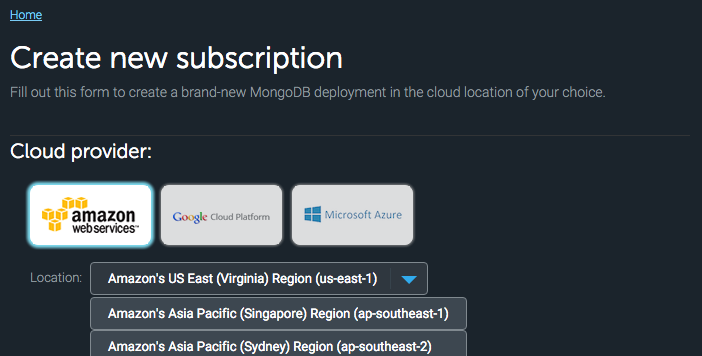 Home
Create new subscription
Fill out this form to create a brand-new MongoDB deployment in the cloud location of your choice.
Cloud provider:
amazon
web services™
Google Cloud Platform
Microsoft Azure
Location:
Amazon's US East (Virginia) Region (us-east-1)
Amazon's Asia Pacific (Singapore) Region (ap-southeast-1)
Amazon's Asia Pacific (Sydney) Region (ap-southeast-2)